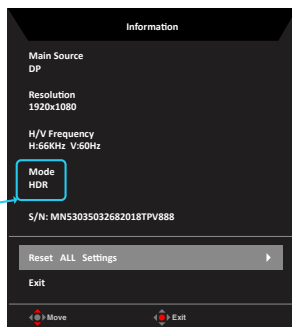 Information
Main Source
DP
Resolution
1920x1080
H/V Frequency
H:66KHz V:60Hz
Mode
HDR
S/N: MN53035032682018TPV888
Reset ALL Settings
Exit
Move Exit